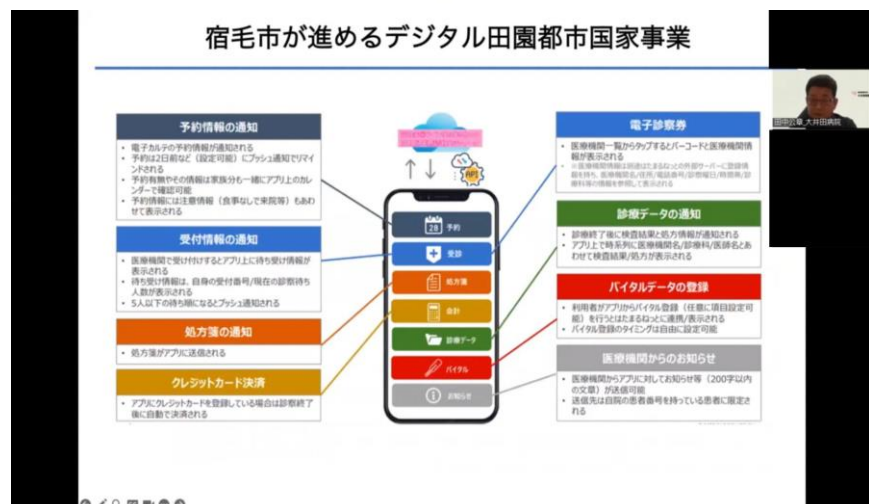 宿毛市が進めるデジタル田園都市国家事業
田中公章_大井田病院
予約情報の通知
• 電子カルテの予約情報が通知される
• 予約は2日前など（設定可能）にプッシュ通知でリマイ
ンドされる
• 予約有無やその情報は家族分も一緒にアプリ上のカレ
ンダーで確認可能
• 予約情報には注意情報（食事なしで来院等）もあわ
せて表示される
受付情報の通知
• 医療機関で受け付けするとアプリ上に待ち受け情報が
表示される
• 待ち受け情報は、自身の受付番号/現在の診察待ち
人数が表示される
• 5人以下の待ち順になるとプッシュ通知される
処方箋の通知
• 処方箋がアプリに送信される
クレジットカード決済
• アプリにクレジットカードを登録している場合は診察終了
後に自動で決済される
API
28 予約
受診
処方箋
会計
診療データ
バイタル
お知らせ
電子診察券
• 医療機関一覧からタップするとバーコードと医療機関情
報が表示される
診療データの通知
• 診療終了後に検査結果と処方情報が通知される
• アプリ上で時系列に医療機関名/診療科/医師名とあ
わせて検査結果/処方が表示される
バイタルデータの登録
• 利用者がアプリからバイタル登録（任意に項目設定可
能）を行うとはたまるねっとに連携/表示される
• バイタル登録のタイミングは自由に設定可能
医療機関からのお知らせ
• 医療機関からアプリに対してお知らせ等（200字以内
の文章）が送信可能
• 送信先は自院の患者番号を持っている患者に限定さ
れる